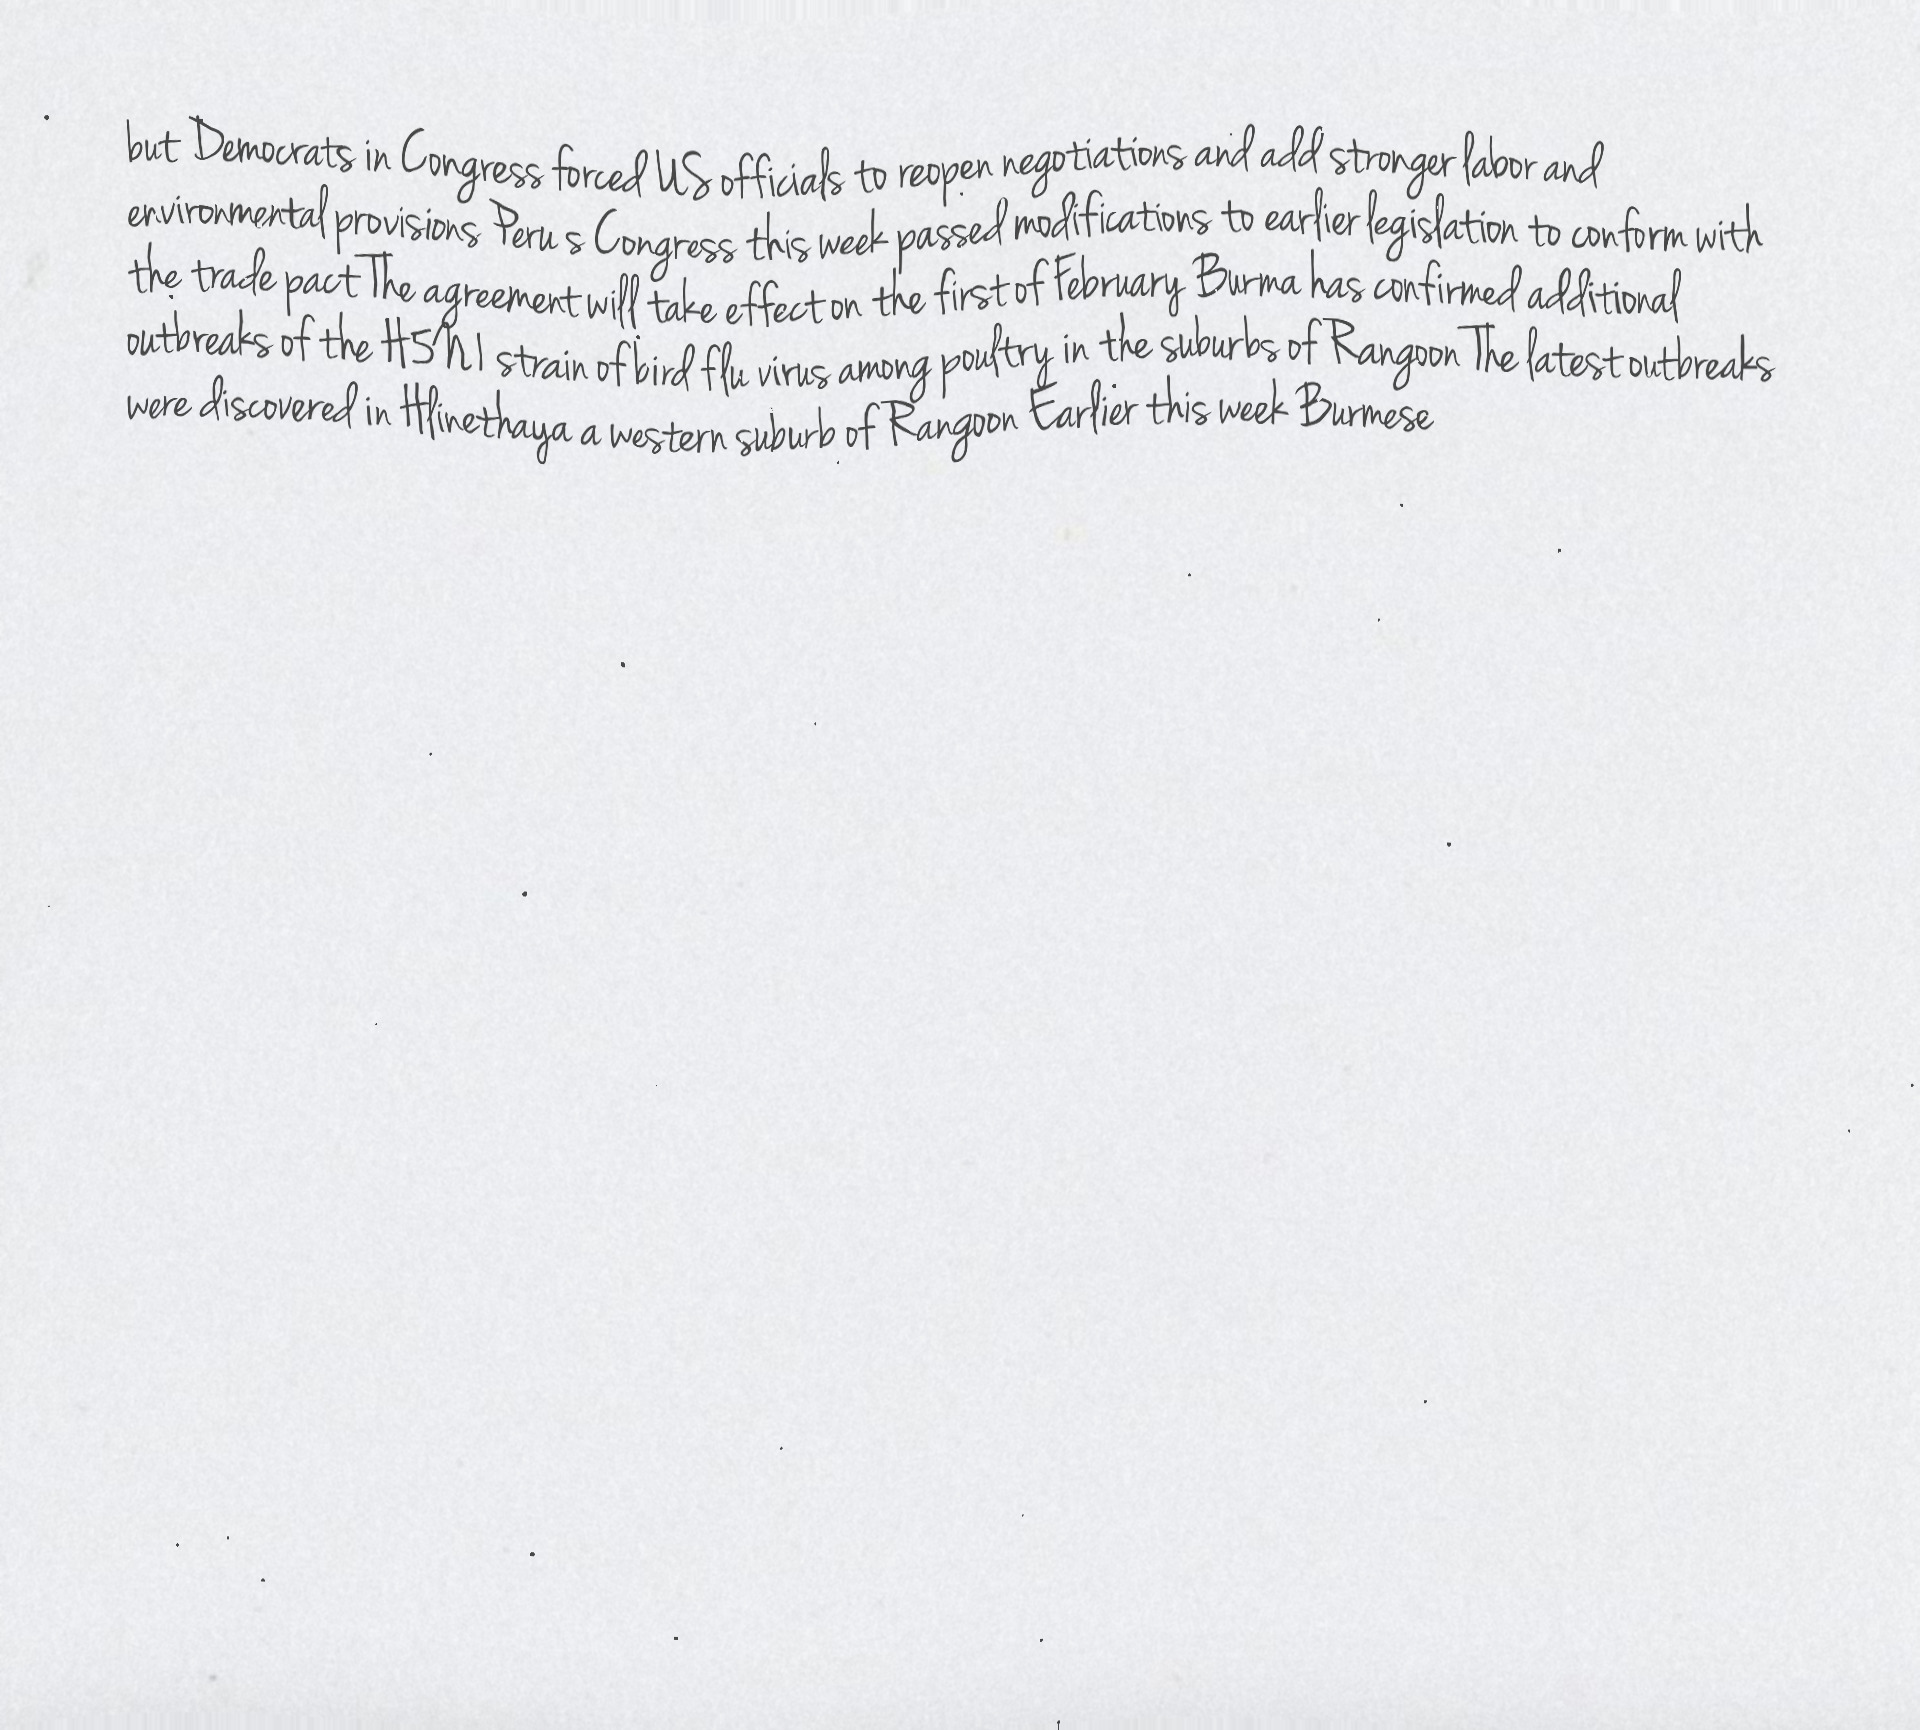 but Democrats in Congress forced US officials to reopen negotiations and add stronger labor and
environmental provisions Peru s Congress this week passed modifications to earlier legislation to conform with
the trade pact The agreement will take effect on the first of February Burma has confirmed additional
outbreaks of the H5N1 strain of bird flu virus among poultry in the suburbs of Rangoon The latest outbreaks
were discovered in Hlinethaya a western suburb of Rangoon Earlier this week Burmese